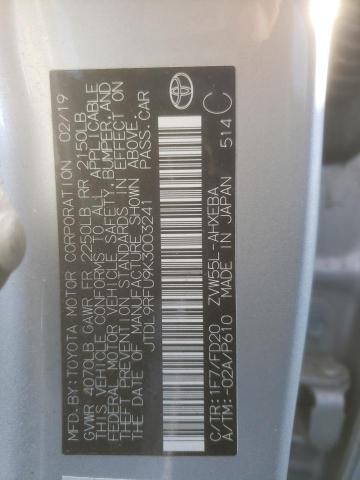 MFD.BY:TOYOTA MOTOR CORPORATION 02/19
GVWR 4070LB GAWR FR 2250LB RR 2150LB
THIS VEHICLE CONFORMS TO ALL APPLICABLE
FEDERAL MOTOR VEHICLE SAFETY, BUMPER, AND
THEFT PREVENTION STANDARDS IN EFFECT ON
THE DATE OF MANUFACTURE SHOWN ABOVE.
JTDL9RFU9K3003241 PASS.CAR
C/TR:1F7/FD20 ZVW55L-AHXEBA
A/TM:-02A/P610 MADE IN JAPAN 514 C
TOYOTA